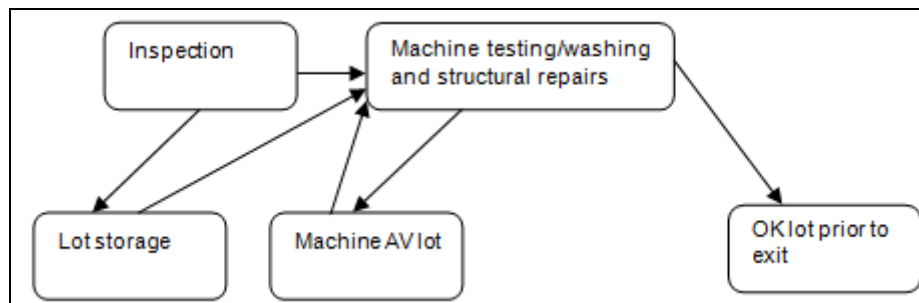 Inspection
Machine testing/washing
and structural repairs
Lot storage
Machine AV lot
OK lot prior to
exit